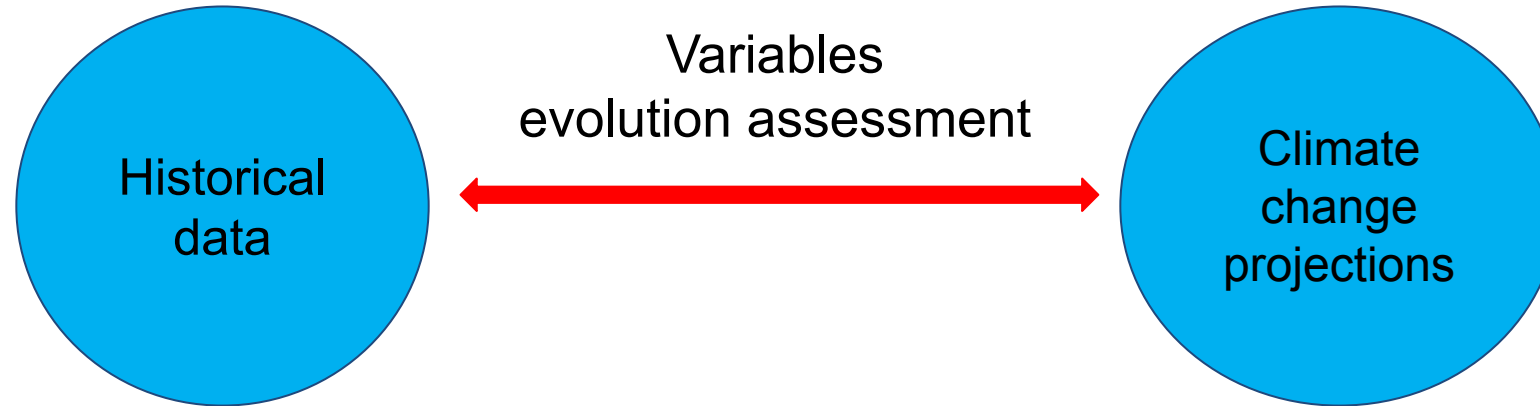 Historical
data
Variables
evolution assessment
Climate
change
projections